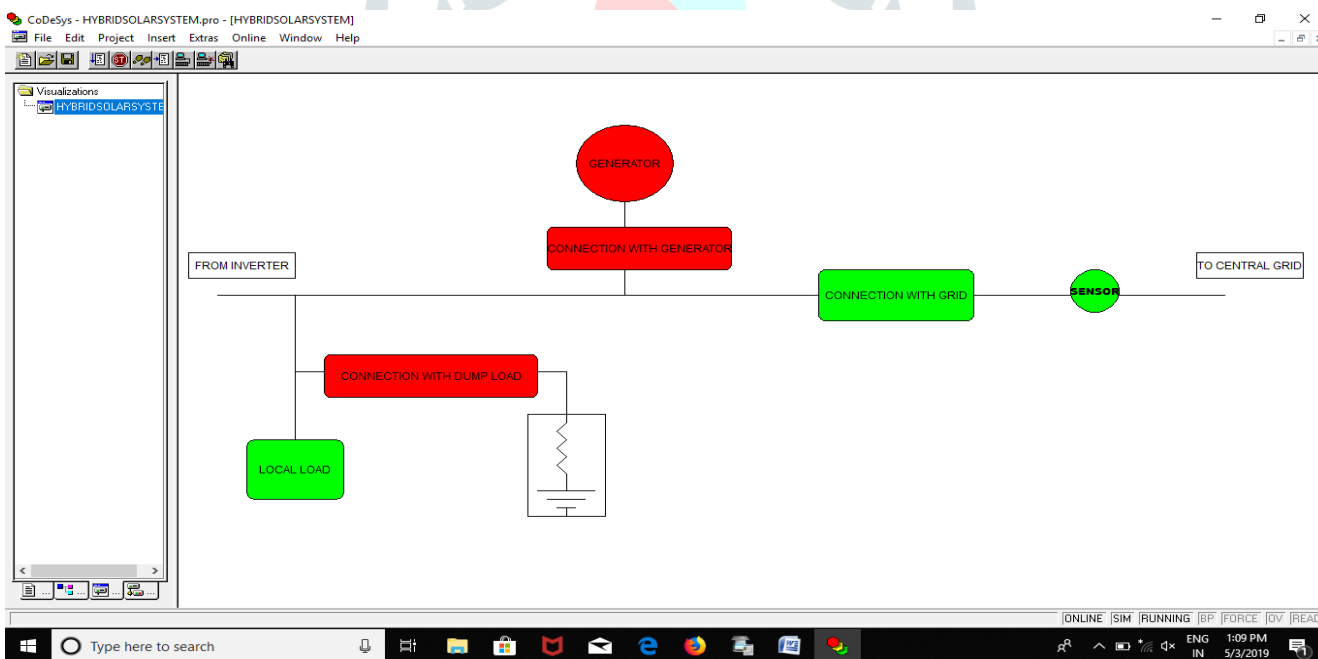 CoDeSys - HYBRIDSOLARSYSTEM.pro - [HYBRIDSOLARSYSTEM]
File Edit Project Insert Extras Online Window Help
Visualizations
HYBRIDSOLARSYSTE
GENERATOR
CONNECTION WITH GENERATOR
FROM INVERTER
TO CENTRAL GRID
CONNECTION WITH GRID
SENSOR
CONNECTION WITH DUMP LOAD
LOCAL LOAD
ONLINE SIM RUNNING BP FORCE OV READ
Type here to search
ENG 1:09 PM
IN 5/3/2019